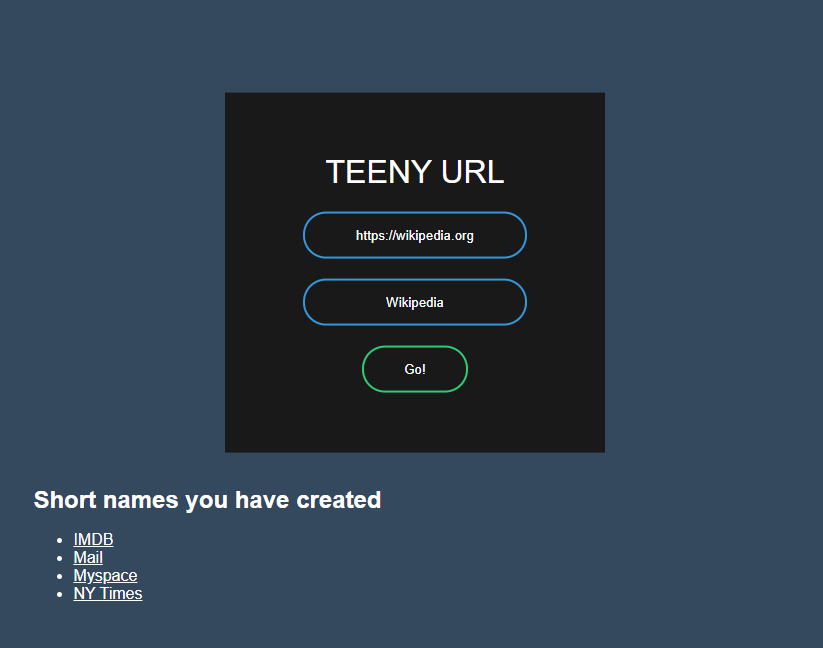 TEENY URL
https://wikipedia.org
Wikipedia
Go!
Short names you have created
IMDB
Mail
Myspace
NY Times